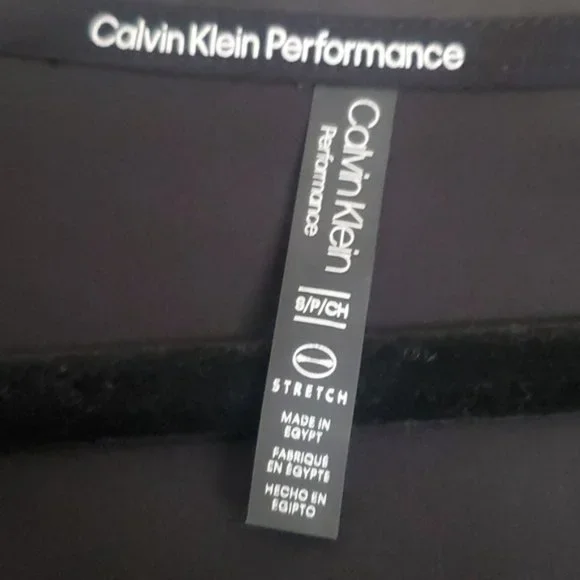 Calvin Klein Performance
Calvin Klein
Performance
S/P/CH
STRETCH
MADE IN
EGYPT
FABRIQUÉ
EN ÉGYPTE
HECHO EN
EGIPTO